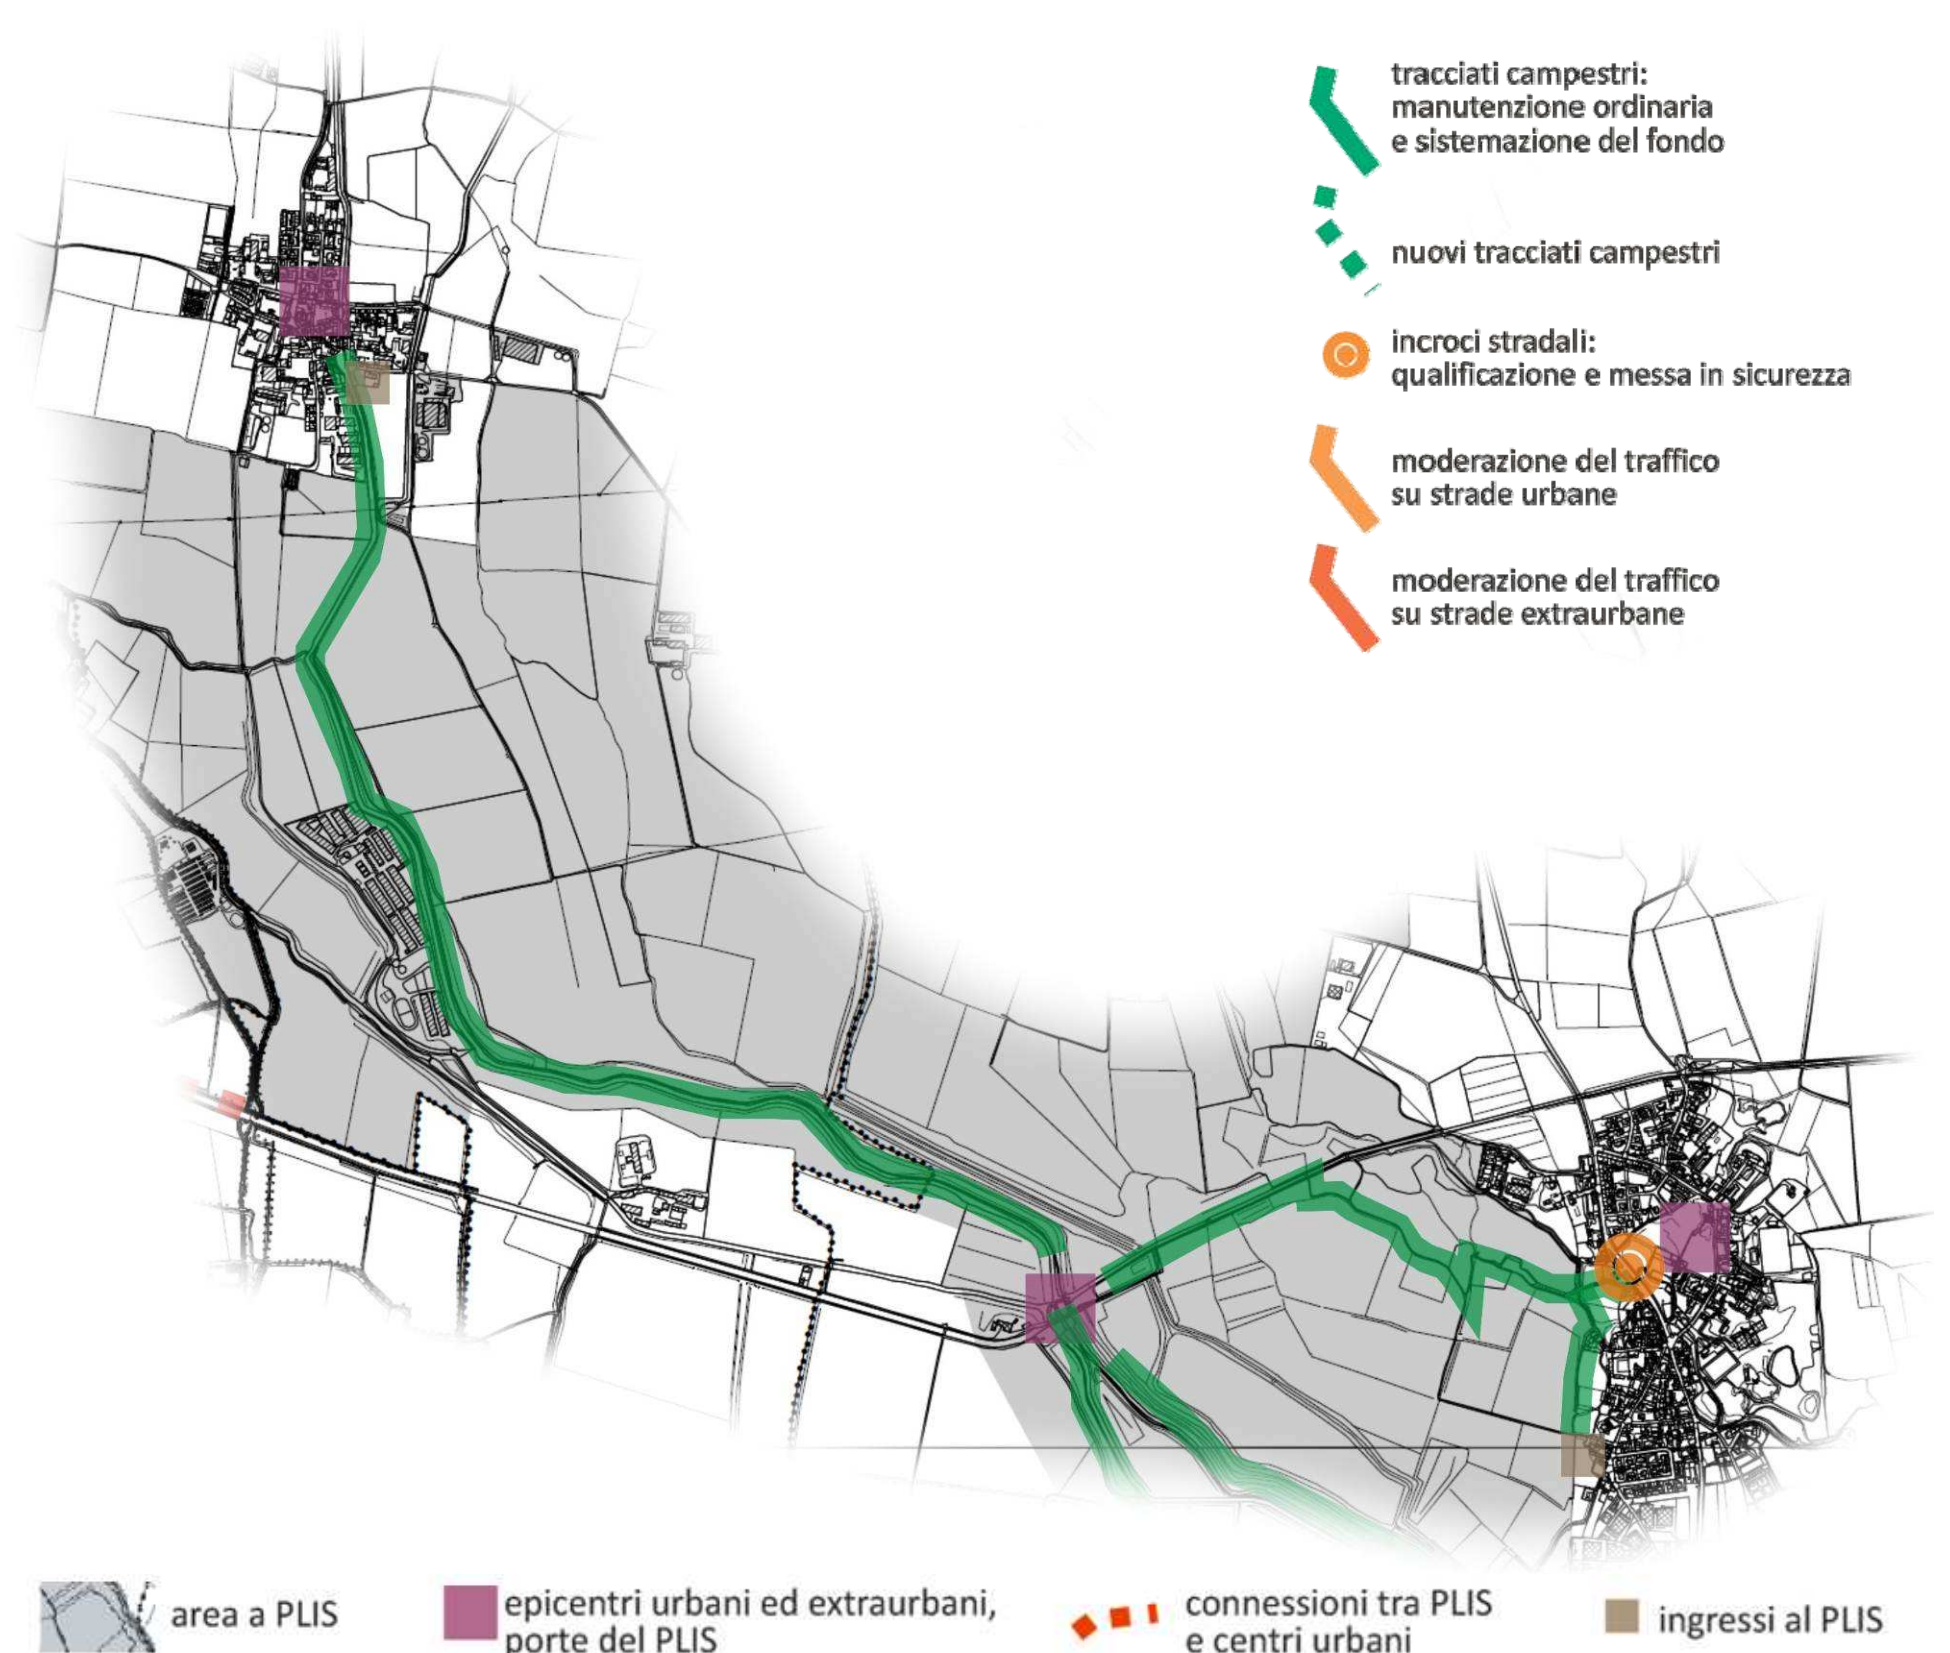 tracciati campestri:
manutenzione ordinaria
e sistemazione del fondo
nuovi tracciati campestri
incroci stradali:
qualificazione e messa in sicurezza
moderazione del traffico
su strade urbane
moderazione del traffico
su strade extraurbane
area a PLIS
epicentri urbani ed extraurbani,
porte del PLIS
connessioni tra PLIS
e centri urbani
ingressi al PLIS